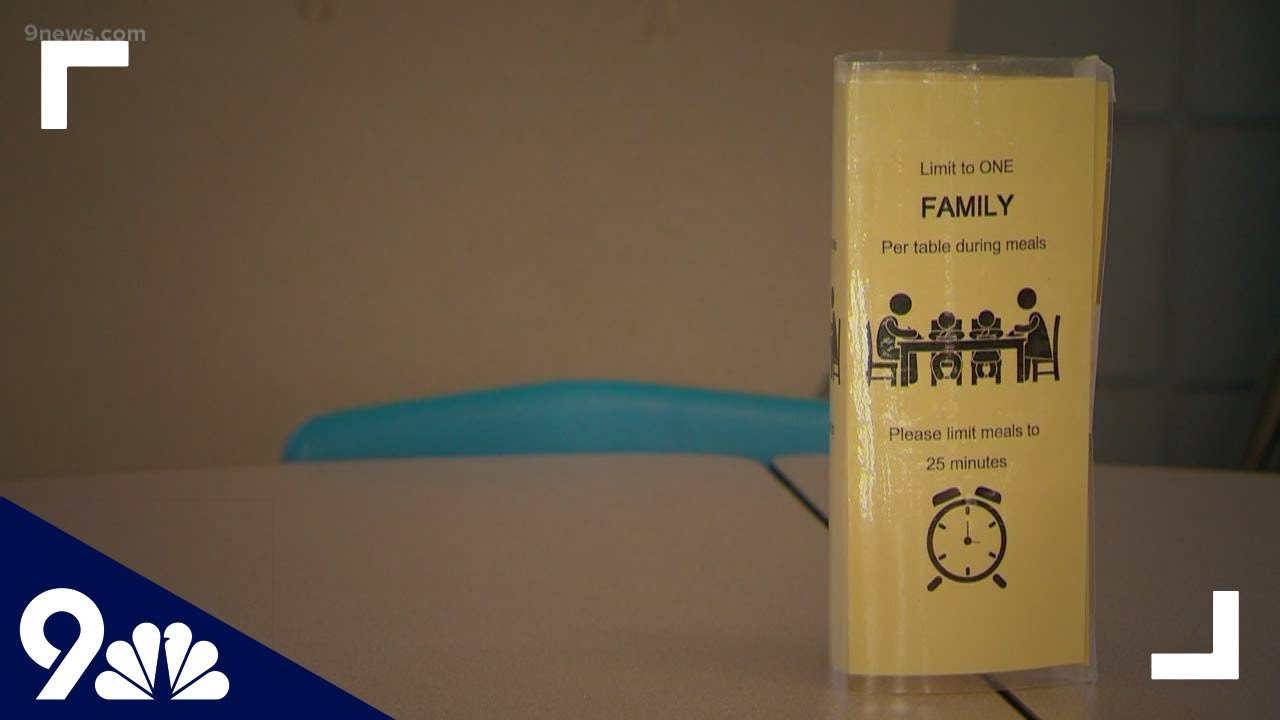 9news.com
Limit to ONE
FAMILY
Per table during meals
Please limit meals to
25 minutes
9